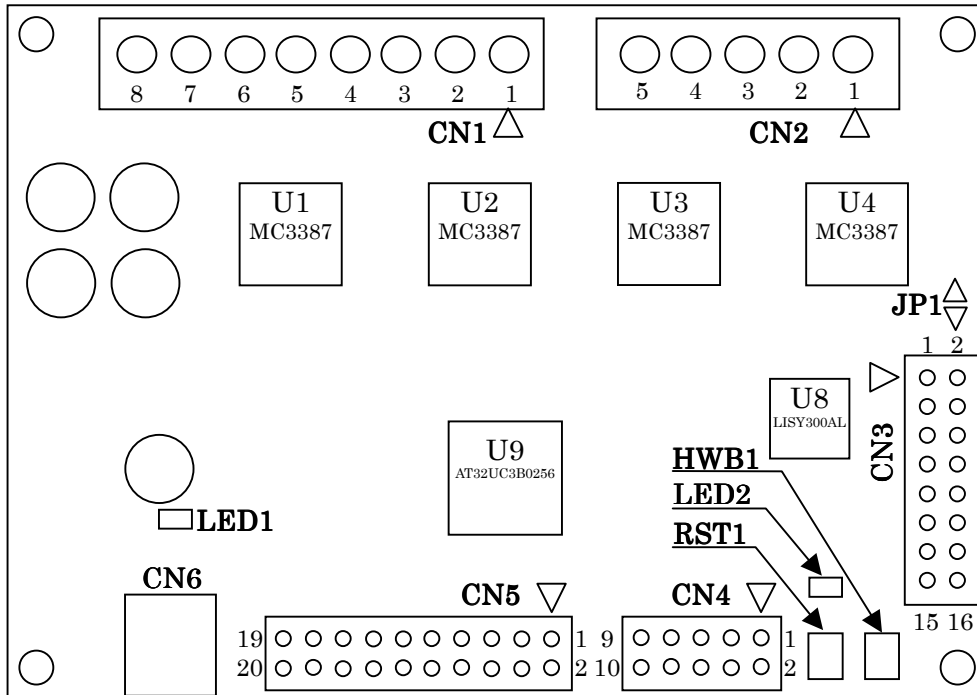 8 7 6 5 4 3 2 1
5 4 3 2 1
CN1
CN2
U1
MC3387
U2
MC3387
U3
MC3387
U4
MC3387
JP1
1 2
CN3
15 16
U8
LISY300AL
U9
AT32UC3B0256
HWB1
LED2
RST1
LED1
CN6
CN5
19 1
20 2
CN4
9 1
10 2